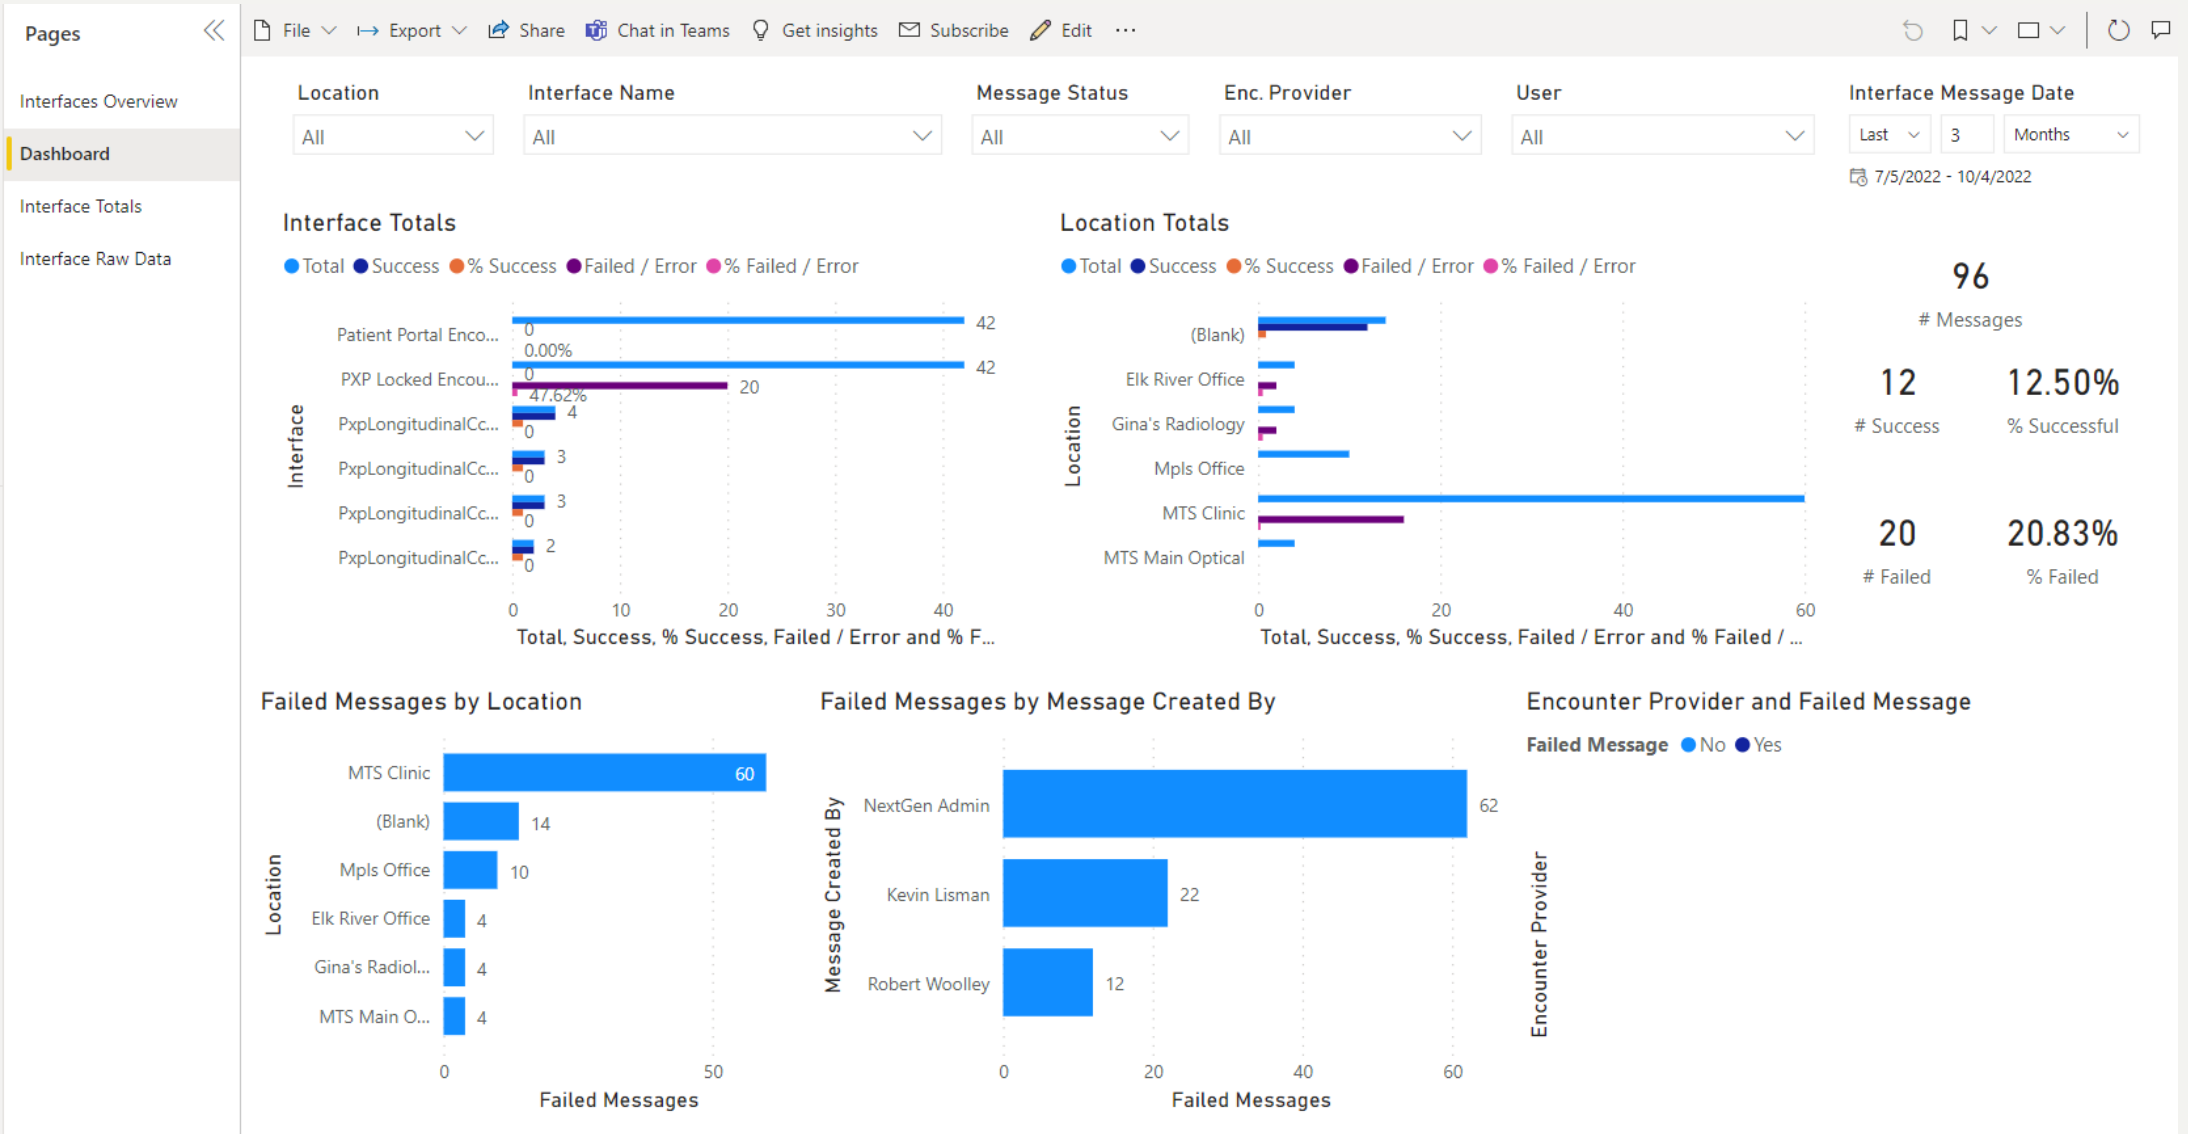 Pages
File
Export
Share
Chat in Teams
Get insights
Subscribe
Edit
...
Interfaces Overview
Dashboard
Interface Totals
Interface Raw Data
Location
All
Interface Name
All
Message Status
All
Enc. Provider
All
User
All
Interface Message Date
Last
3
Months
7/5/2022 - 10/4/2022
Interface Totals
Total Success % Success Failed / Error % Failed / Error
Interface
Patient Portal Enco...
42
0
0.00%
PXP Locked Encou...
42
0
20
47.62%
PxpLongitudinalCc...
4
0
PxpLongitudinalCc...
3
0
PxpLongitudinalCc...
3
0
PxpLongitudinalCc...
2
0
0 10 20 30 40
Total, Success, % Success, Failed / Error and % F...
Location Totals
Total Success % Success Failed / Error % Failed / Error
Location
(Blank)
Elk River Office
Gina's Radiology
Mpls Office
MTS Clinic
MTS Main Optical
0 20 40 60
Total, Success, % Success, Failed / Error and % Failed / ...
96
# Messages
12
# Success
12.50%
% Successful
20
# Failed
20.83%
% Failed
Failed Messages by Location
Location
MTS Clinic 60
(Blank) 14
Mpls Office 10
Elk River Office 4
Gina's Radiol... 4
MTS Main O... 4
0 50
Failed Messages
Failed Messages by Message Created By
Message Created By
NextGen Admin 62
Kevin Lisman 22
Robert Woolley 12
0 20 40 60
Failed Messages
Encounter Provider and Failed Message
Failed Message No Yes
Encounter Provider